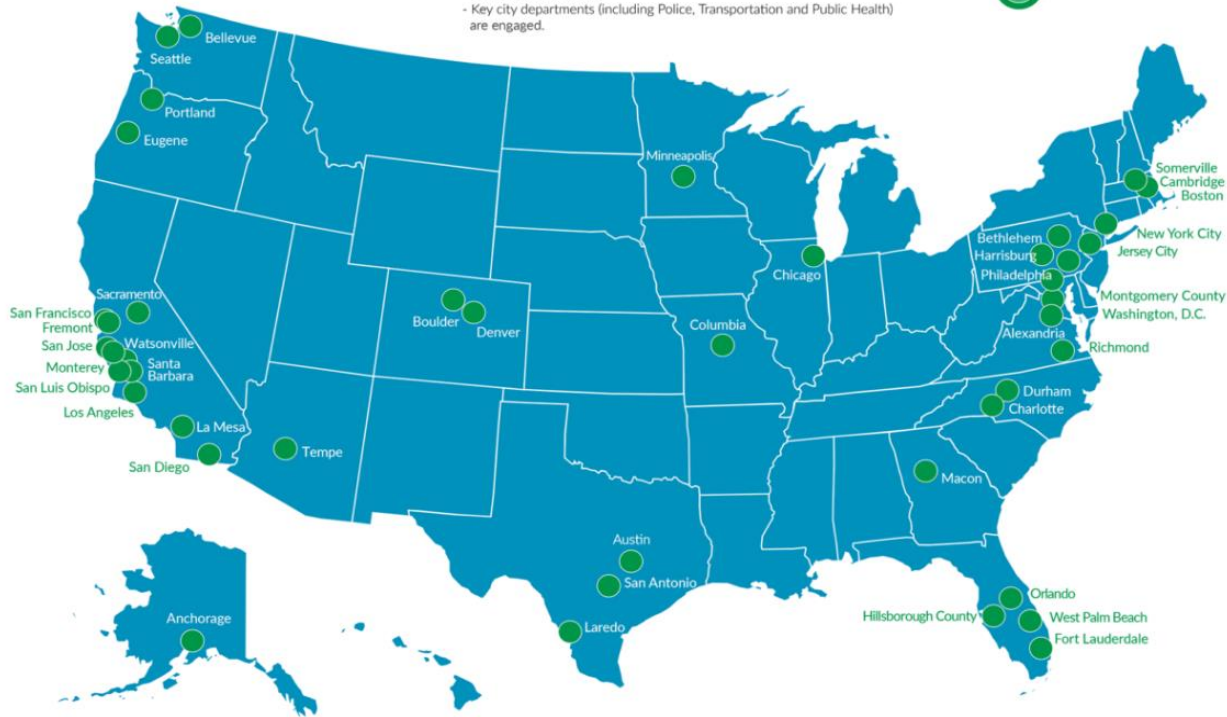 - Key city departments (including Police, Transportation and Public Health)
are engaged.
Bellevue
Seattle
Portland
Eugene
Minneapolis
Somerville
Cambridge
Boston
New York City
Jersey City
Bethlehem
Harrisburg
Philadelphia
Chicago
Montgomery County
Washington, D.C.
Alexandria
Richmond
Sacramento
San Francisco
Fremont
San Jose
Watsonville
Monterey
Santa
Barbara
San Luis Obispo
Los Angeles
La Mesa
San Diego
Boulder
Denver
Columbia
Tempe
Durham
Charlotte
Macon
Austin
San Antonio
Laredo
Anchorage
Orlando
Hillsborough County
West Palm Beach
Fort Lauderdale